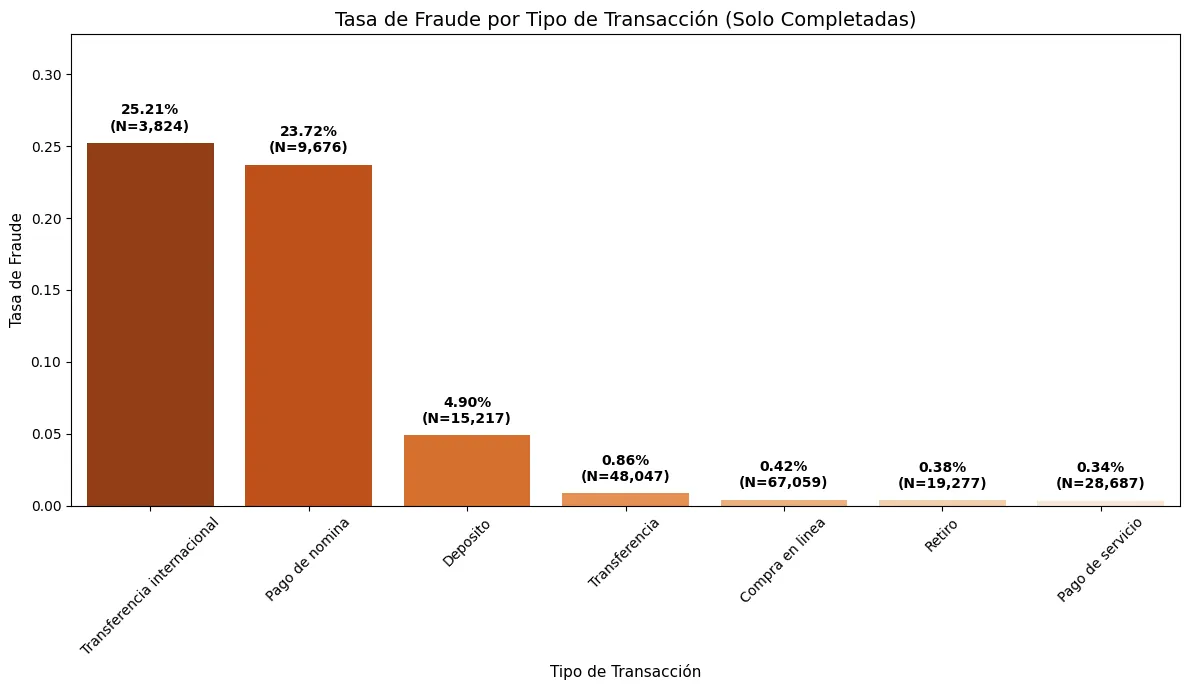 Tasa de Fraude por Tipo de Transacción (Solo Completadas)
Tasa de Fraude
0.30
0.25
0.20
0.15
0.10
0.05
0.00
25.21%
(N=3,824)
23.72%
(N=9,676)
4.90%
(N=15,217)
0.86%
(N=48,047)
0.42%
(N=67,059)
0.38%
(N=19,277)
0.34%
(N=28,687)
Transferencia internacional
Pago de nomina
Deposito
Transferencia
Compra en linea
Retiro
Pago de servicio
Tipo de Transacción